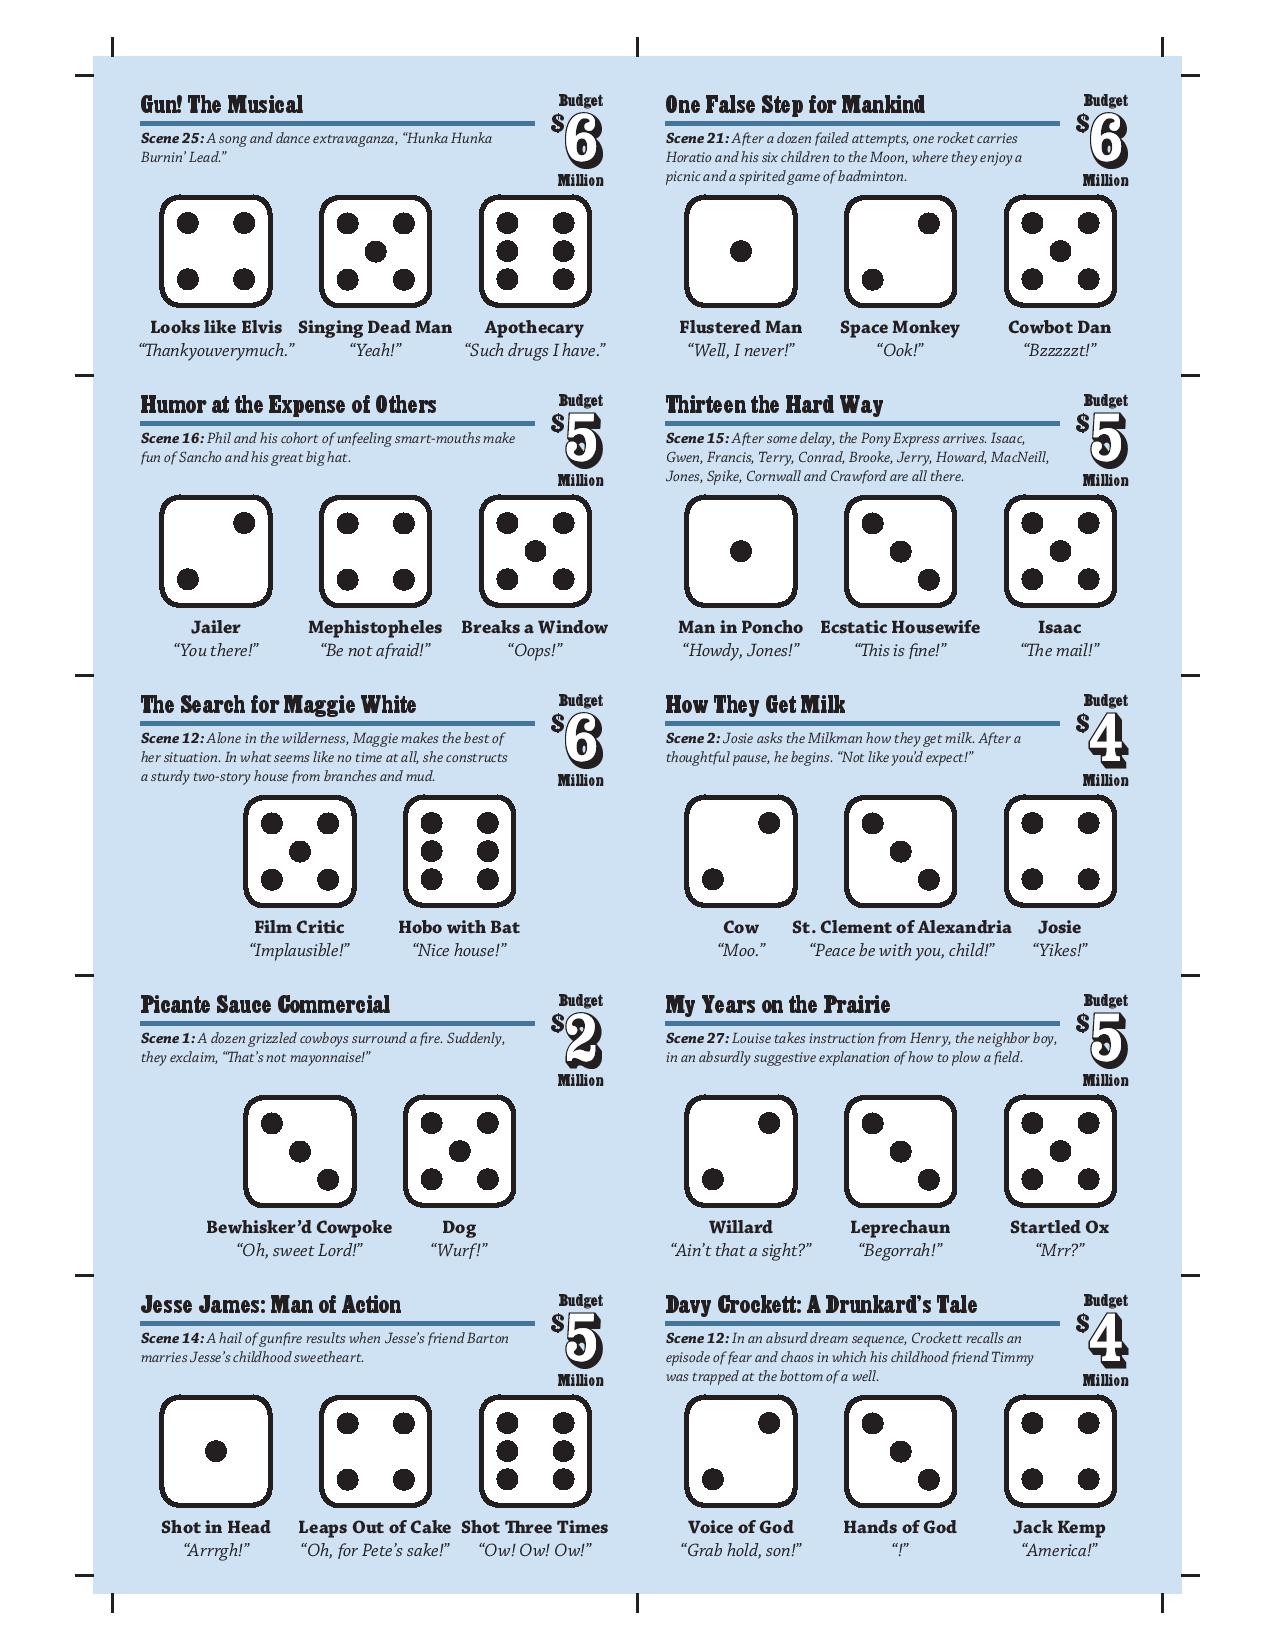 Gun! The Musical
Budget
$6
Million
Scene 25: A song and dance extravaganza, “Hunka Hunka
Burnin’ Lead.”
Looks like Elvis
“Thankyouverymuch.”
Singing Dead Man
“Yeah!”
Apothecary
“Such drugs I have.”
One False Step for Mankind
Budget
$6
Million
Scene 21: After a dozen failed attempts, one rocket carries
Horatio and his six children to the Moon, where they enjoy a
picnic and a spirited game of badminton.
Flustered Man
“Well, I never!”
Space Monkey
“Ook!”
Cowbot Dan
“Bzzzzzt!”
Humor at the Expense of Others
Budget
$5
Million
Scene 16: Phil and his cohort of unfeeling smart-mouths make
fun of Sancho and his great big hat.
Jailer
“You there!”
Mephistopheles
“Be not afraid!”
Breaks a Window
“Oops!”
Thirteen the Hard Way
Budget
$5
Million
Scene 15: After some delay, the Pony Express arrives. Isaac,
Gwen, Francis, Terry, Conrad, Brooke, Jerry, Howard, MacNeill,
Jones, Spike, Cornwall and Crawford are all there.
Man in Poncho
“Howdy, Jones!”
Ecstatic Housewife
“This is fine!”
Isaac
“The mail!”
The Search for Maggie White
Budget
$6
Million
Scene 12: Alone in the wilderness, Maggie makes the best of
her situation. In what seems like no time at all, she constructs
a sturdy two-story house from branches and mud.
Film Critic
“Implausible!”
Hobo with Bat
“Nice house!”
How They Get Milk
Budget
$4
Million
Scene 2: Josie asks the Milkman how they get milk. After a
thoughtful pause, he begins. “Not like you’d expect!”
Cow
“Moo.”
St. Clement of Alexandria
“Peace be with you, child!”
Josie
“Yikes!”
Picante Sauce Commercial
Budget
$2
Million
Scene 1: A dozen grizzled cowboys surround a fire. Suddenly,
they exclaim, “That’s not mayonnaise!”
Bewhisker’d Cowpoke
“Oh, sweet Lord!”
Dog
“Wurf!”
My Years on the Prairie
Budget
$5
Million
Scene 27: Louise takes instruction from Henry, the neighbor boy,
in an absurdly suggestive explanation of how to plow a field.
Willard
“Ain’t that a sight?”
Leprechaun
“Begorrah!”
Startled Ox
“Mrr?”
Jesse James: Man of Action
Budget
$5
Million
Scene 14: A hail of gunfire results when Jesse’s friend Barton
marries Jesse’s childhood sweetheart.
Shot in Head
“Arrrgh!”
Leaps Out of Cake
“Oh, for Pete’s sake!”
Shot Three Times
“Ow! Ow! Ow!”
Davy Crockett: A Drunkard’s Tale
Budget
$4
Million
Scene 12: In an absurd dream sequence, Crockett recalls an
episode of fear and chaos in which his childhood friend Timmy
was trapped at the bottom of a well.
Voice of God
“Grab hold, son!”
Hands of God
“!”
Jack Kemp
“America!”